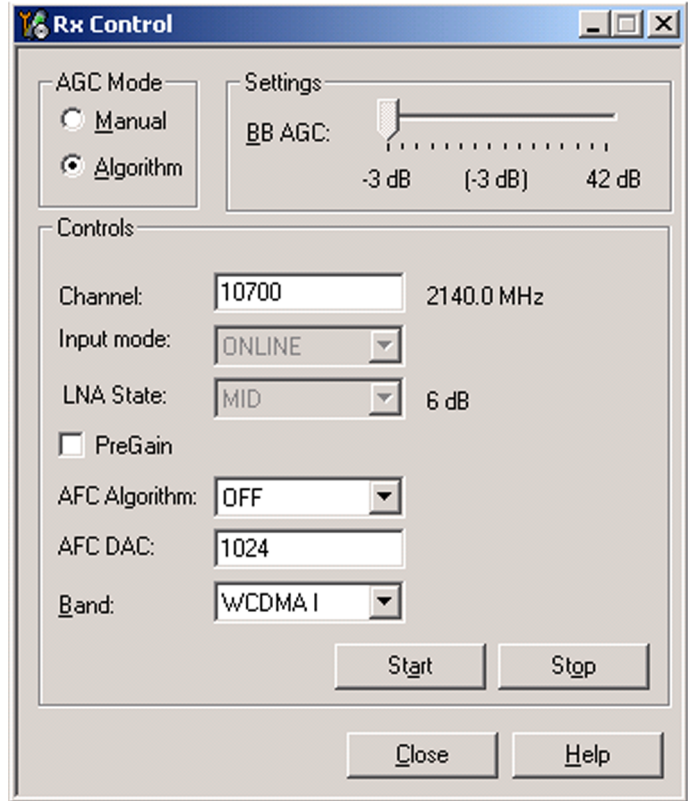 Rx Control
AGC Mode
Manual
Algorithm
Settings
BB AGC:
-3 dB (-3 dB) 42 dB
Controls
Channel: 10700 2140.0 MHz
Input mode: ONLINE
LNA State: MID 6 dB
PreGain
AFC Algorithm: OFF
AFC DAC: 1024
Band: WCDMA I
Start Stop
Close Help